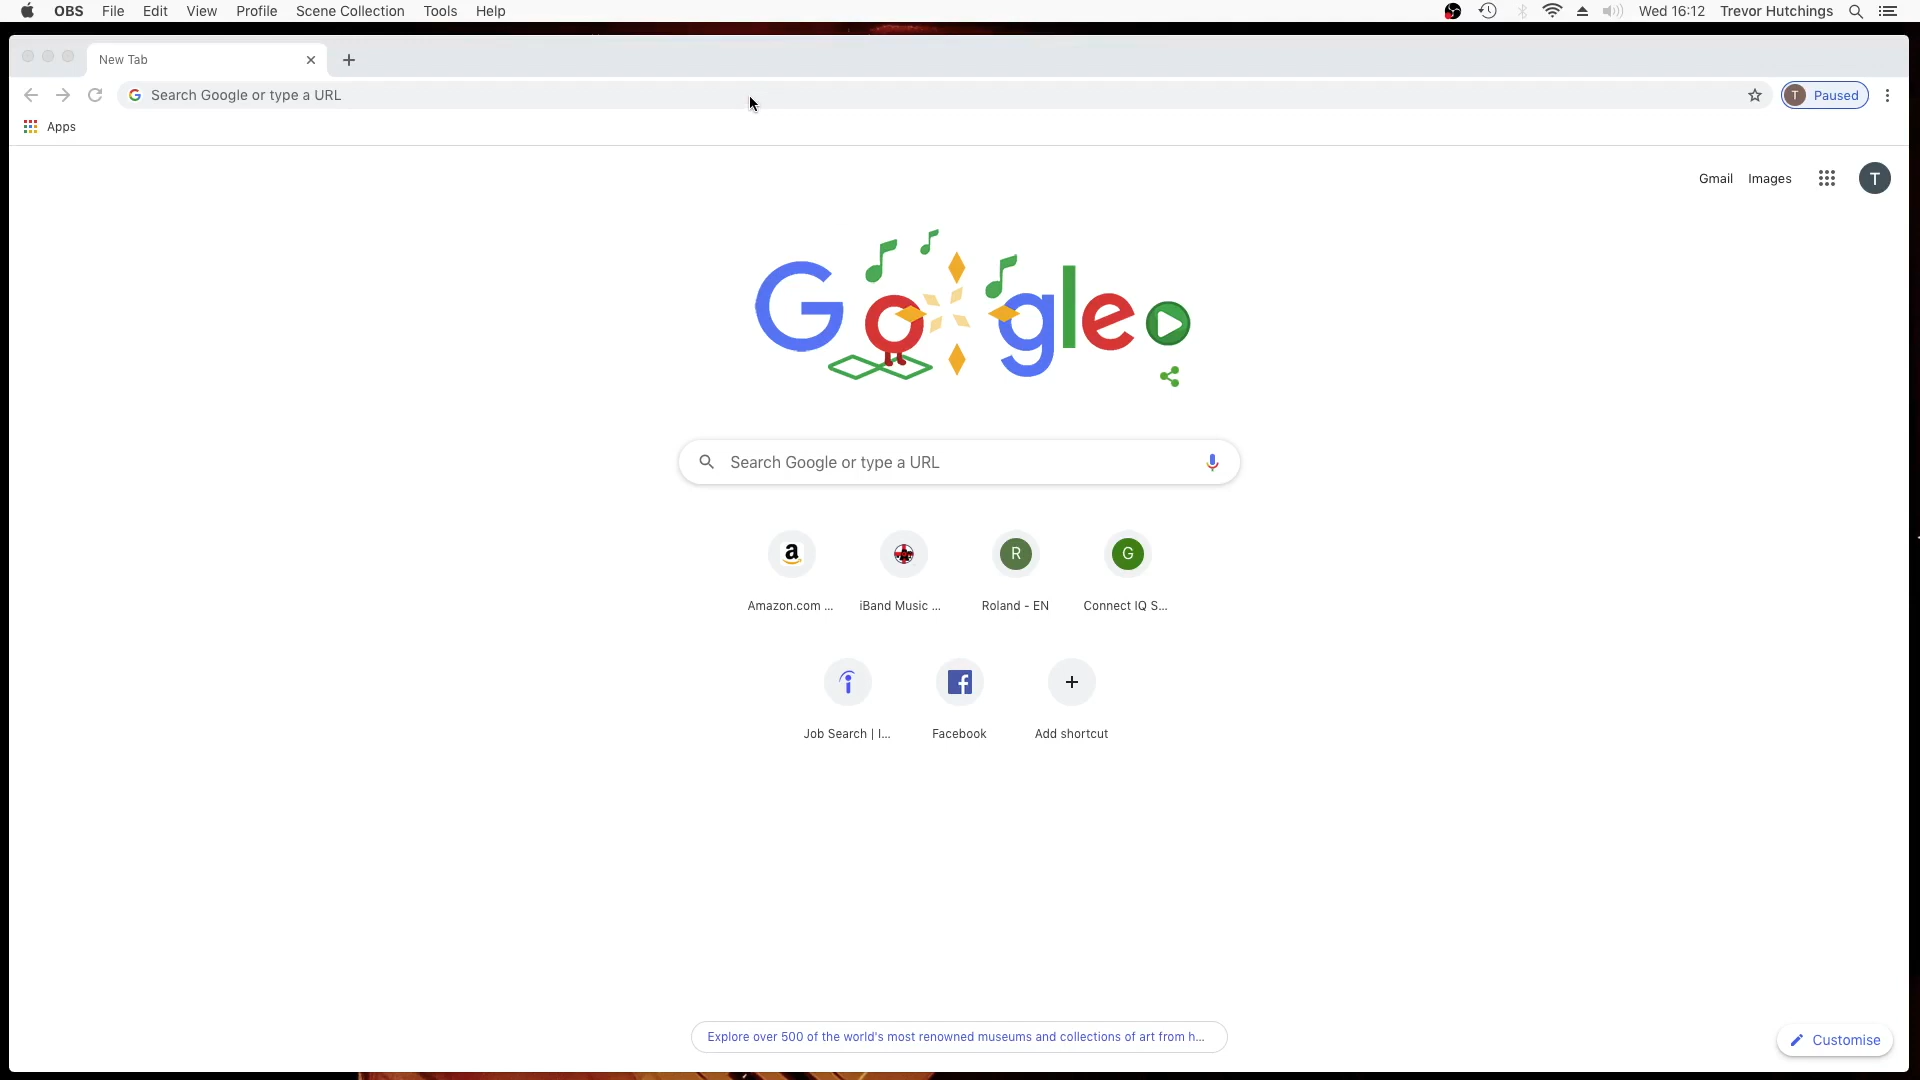 OBS File Edit View Profile Scene Collection Tools Help Wed 16:12 Trevor Hutchings
New Tab
Search Google or type a URL T Paused
Apps
Gmail Images T
Google
Search Google or type a URL
a R G
Amazon.com ... iBand Music ... Roland - EN Connect IQ S...
f
Job Search | I... Facebook Add shortcut
Explore over 500 of the world's most renowned museums and collections of art from h...
Customise